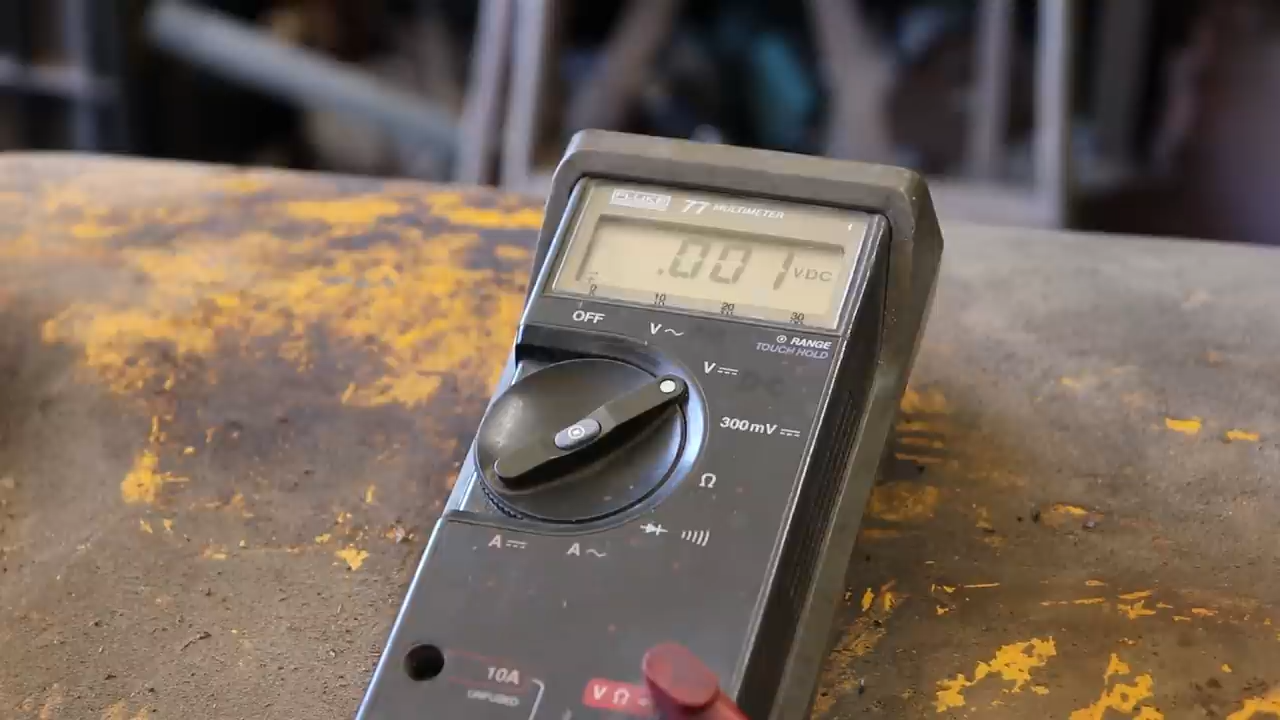 FLUKE 77 MULTIMETER
.001 VDC
0 10 20 30
OFF
V~
RANGE
TOUCH HOLD
V⎓
300mV⎓
Ω
A⎓
A~
10A
UNFUSED
VΩ